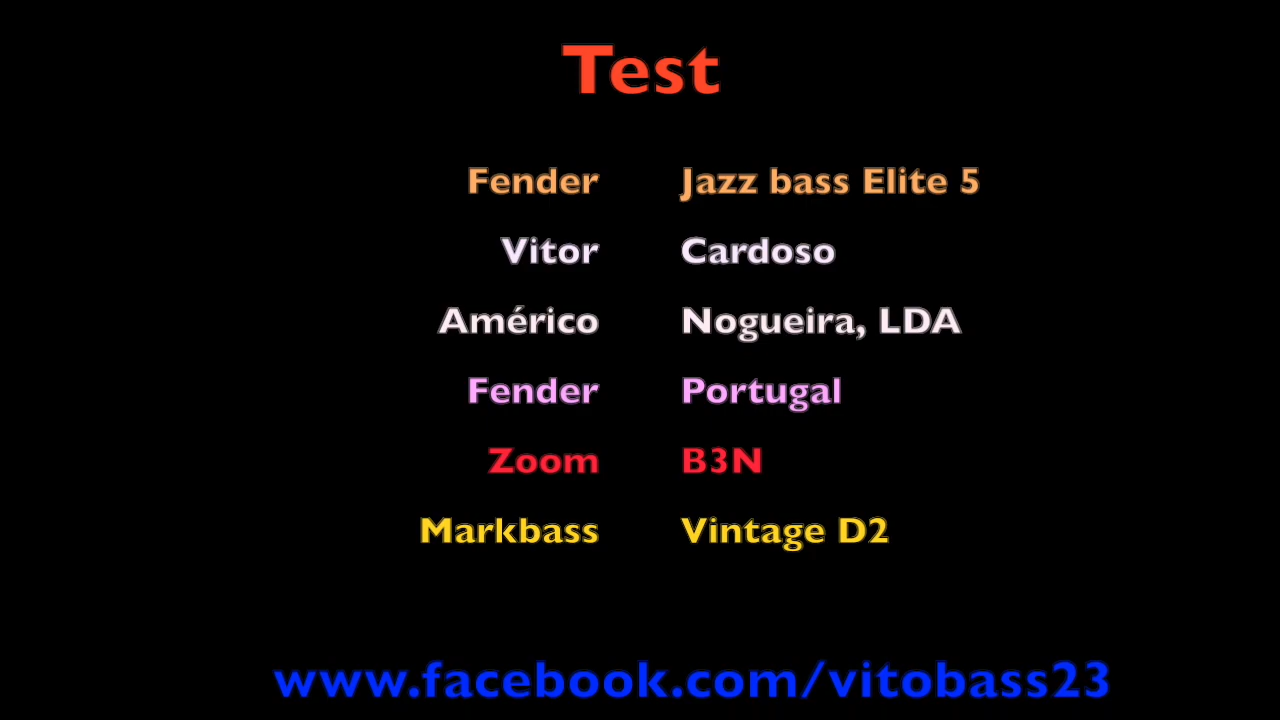 Test
Fender Jazz bass Elite 5
Vitor Cardoso
Américo Nogueira, LDA
Fender Portugal
Zoom B3N
Markbass Vintage D2
www.facebook.com/vitobass23